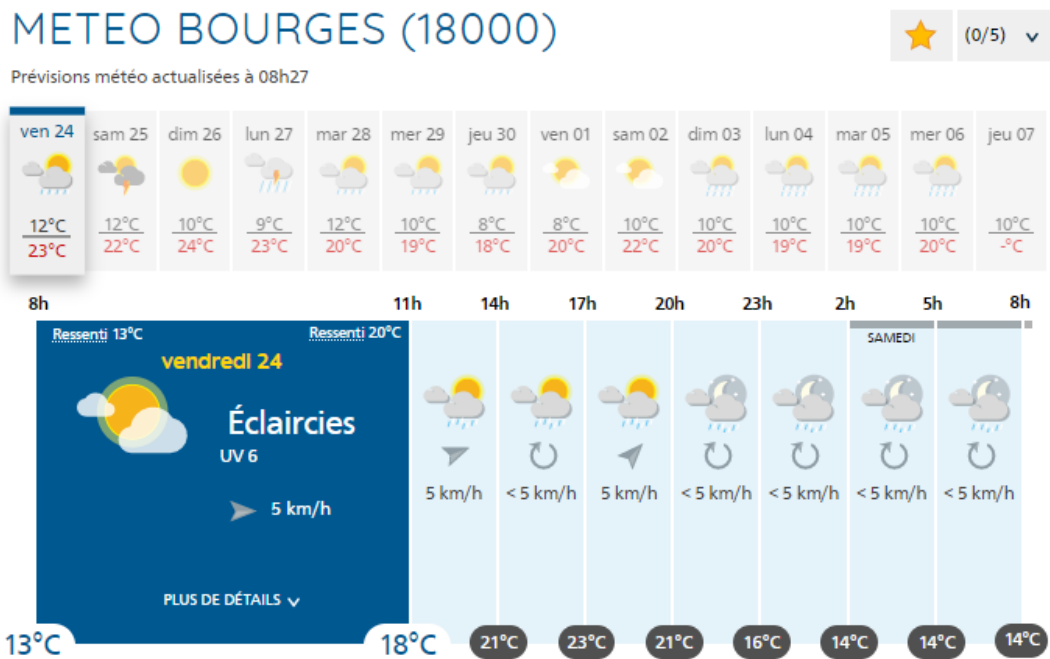 METEO BOURGES (18000)
(0/5)
Prévisions météo actualisées à 08h27
ven 24 sam 25 dim 26 lun 27 mar 28 mer 29 jeu 30 ven 01 sam 02 dim 03 lun 04 mar 05 mer 06 jeu 07
12°C 12°C 10°C 9°C 12°C 10°C 8°C 8°C 10°C 10°C 10°C 10°C 10°C 10°C
23°C 22°C 24°C 23°C 20°C 19°C 18°C 20°C 22°C 20°C 19°C 19°C 20°C -°C
8h 11h 14h 17h 20h 23h 2h 5h 8h
Ressenti 13°C Ressenti 20°C
SAMEDI
vendredi 24
Éclaircies
UV 6
5 km/h < 5 km/h 5 km/h < 5 km/h < 5 km/h < 5 km/h < 5 km/h
5 km/h
PLUS DE DÉTAILS
13°C 18°C 21°C 23°C 21°C 16°C 14°C 14°C 14°C